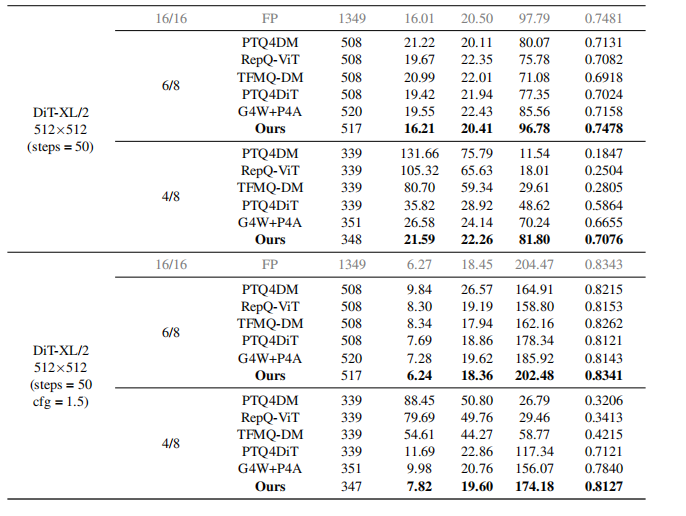 16/16 FP 1349 16.01 20.50 97.79 0.7481
PTQ4DM 508 21.22 20.11 80.07 0.7131
RepQ-ViT 508 19.67 22.35 75.78 0.7082
TFMQ-DM 508 20.99 22.01 71.08 0.6918
6/8
PTQ4DiT 508 19.42 21.94 77.35 0.7024
G4W+P4A 520 19.55 22.43 85.56 0.7158
DiT-XL/2
Ours 517 16.21 20.41 96.78 0.7478
512×512
(steps = 50)
PTQ4DM 339 131.66 75.79 11.54 0.1847
RepQ-ViT 339 105.32 65.63 18.01 0.2504
TFMQ-DM 339 80.70 59.34 29.61 0.2805
4/8
PTQ4DiT 339 35.82 28.92 48.62 0.5864
G4W+P4A 351 26.58 24.14 70.24 0.6655
Ours 348 21.59 22.26 81.80 0.7076
16/16 FP 1349 6.27 18.45 204.47 0.8343
PTQ4DM 508 9.84 26.57 164.91 0.8215
RepQ-ViT 508 8.30 19.19 158.80 0.8153
TFMQ-DM 508 8.34 17.94 162.16 0.8262
6/8
PTQ4DiT 508 7.69 18.86 178.34 0.8121
DiT-XL/2
G4W+P4A 520 7.28 19.62 185.92 0.8143
512×512
Ours 517 6.24 18.36 202.48 0.8341
(steps = 50
cfg = 1.5)
PTQ4DM 339 88.45 50.80 26.79 0.3206
RepQ-ViT 339 79.69 49.76 29.46 0.3413
TFMQ-DM 339 54.61 44.27 58.77 0.4215
4/8
PTQ4DiT 339 11.69 22.86 117.34 0.7121
G4W+P4A 351 9.98 20.76 156.07 0.7840
Ours 347 7.82 19.60 174.18 0.8127